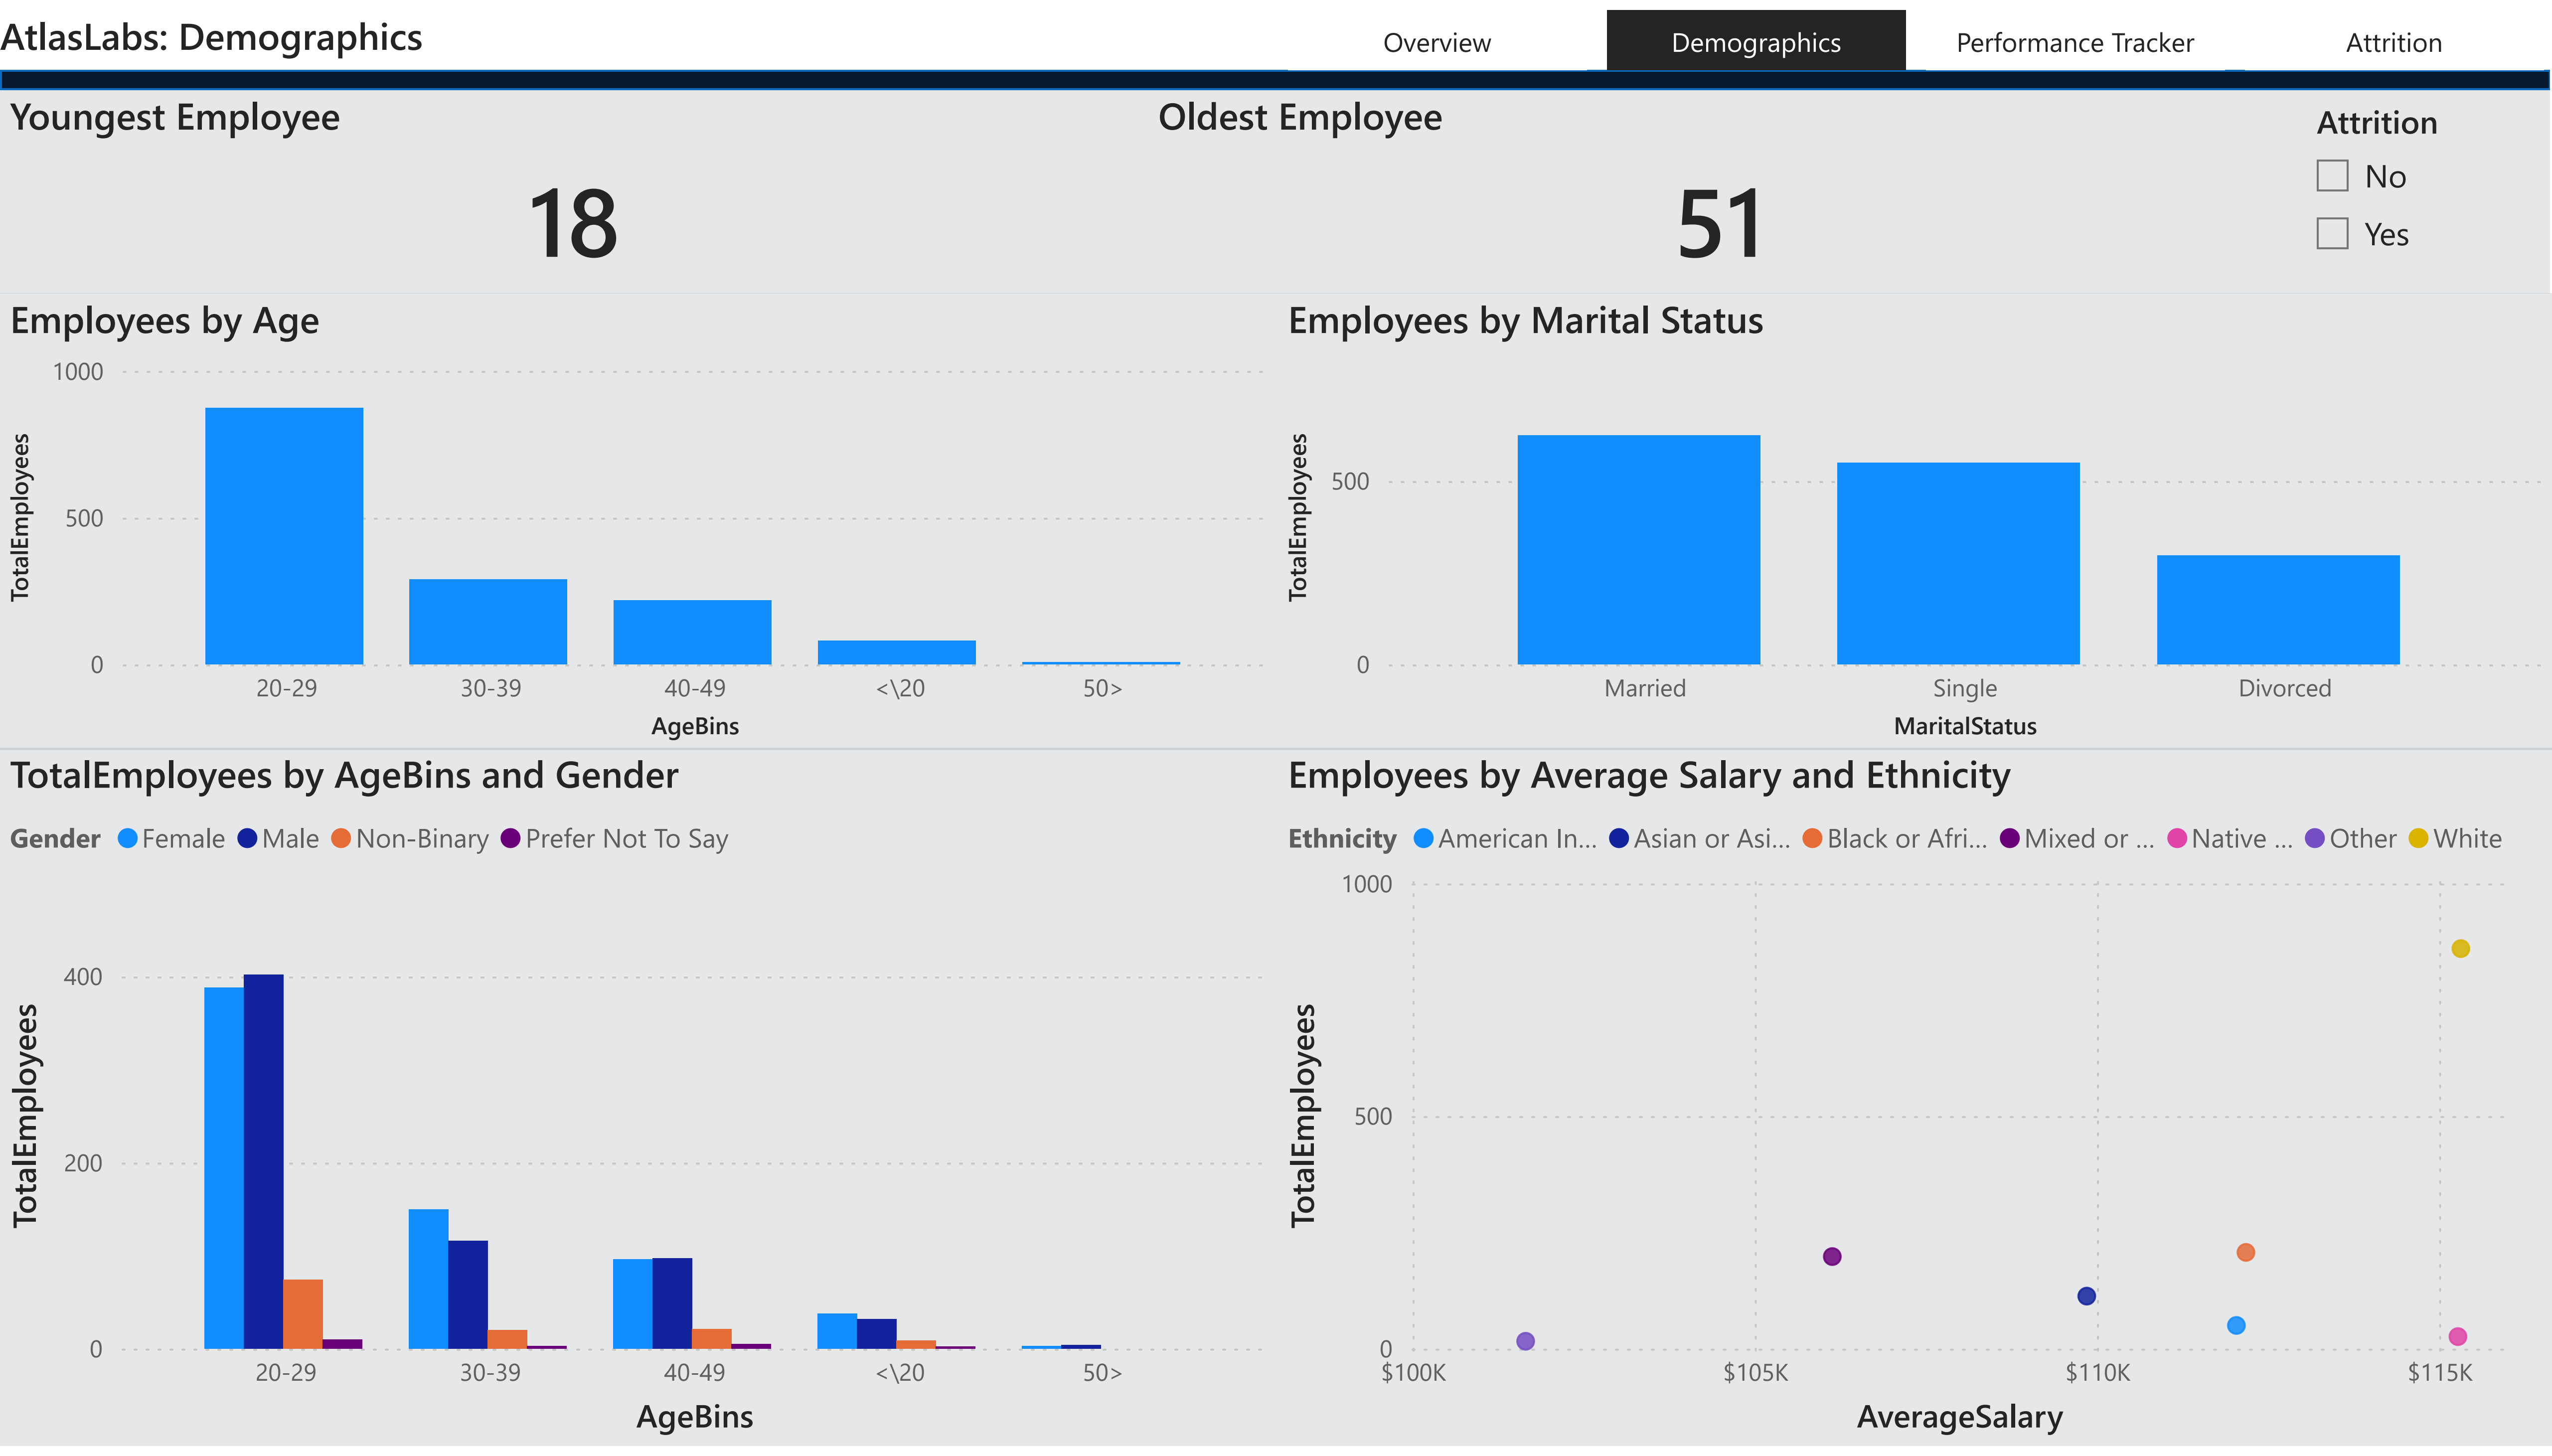 AtlasLabs: Demographics
Overview
Demographics
Performance Tracker
Attrition
Youngest Employee
18
Oldest Employee
51
Attrition
No
Yes
Employees by Age
TotalEmployees
1000
500
0
20-29 30-39 40-49 <\20 50>
AgeBins
Employees by Marital Status
TotalEmployees
500
0
Married Single Divorced
MaritalStatus
TotalEmployees by AgeBins and Gender
Gender Female Male Non-Binary Prefer Not To Say
TotalEmployees
400
200
0
20-29 30-39 40-49 <\20 50>
AgeBins
Employees by Average Salary and Ethnicity
Ethnicity American In... Asian or Asi... Black or Afri... Mixed or ... Native ... Other White
TotalEmployees
1000
500
0
$100K $105K $110K $115K
AverageSalary